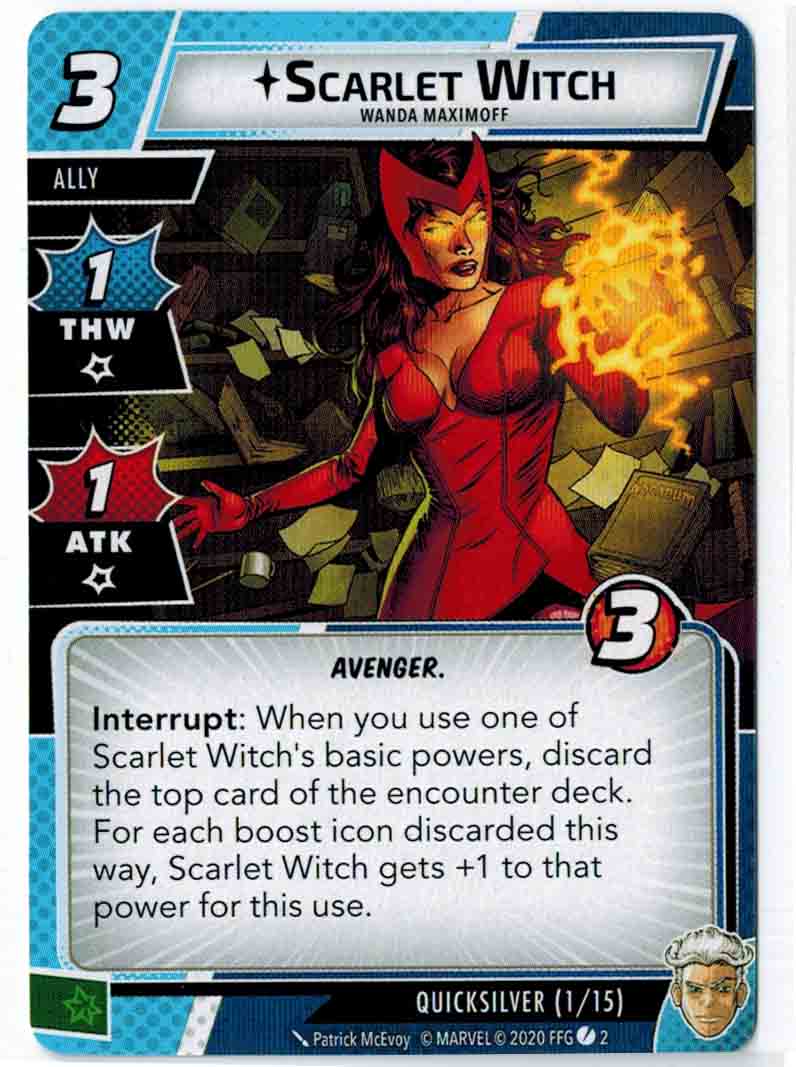 3
SCARLET WITCH
WANDA MAXIMOFF
ALLY
1
THW
1
ATK
3
AVENGER.
Interrupt: When you use one of
Scarlet Witch's basic powers, discard
the top card of the encounter deck.
For each boost icon discarded this
way, Scarlet Witch gets +1 to that
power for this use.
QUICKSILVER (1/15)
Patrick McEvoy © MARVEL © 2020 FFG 2